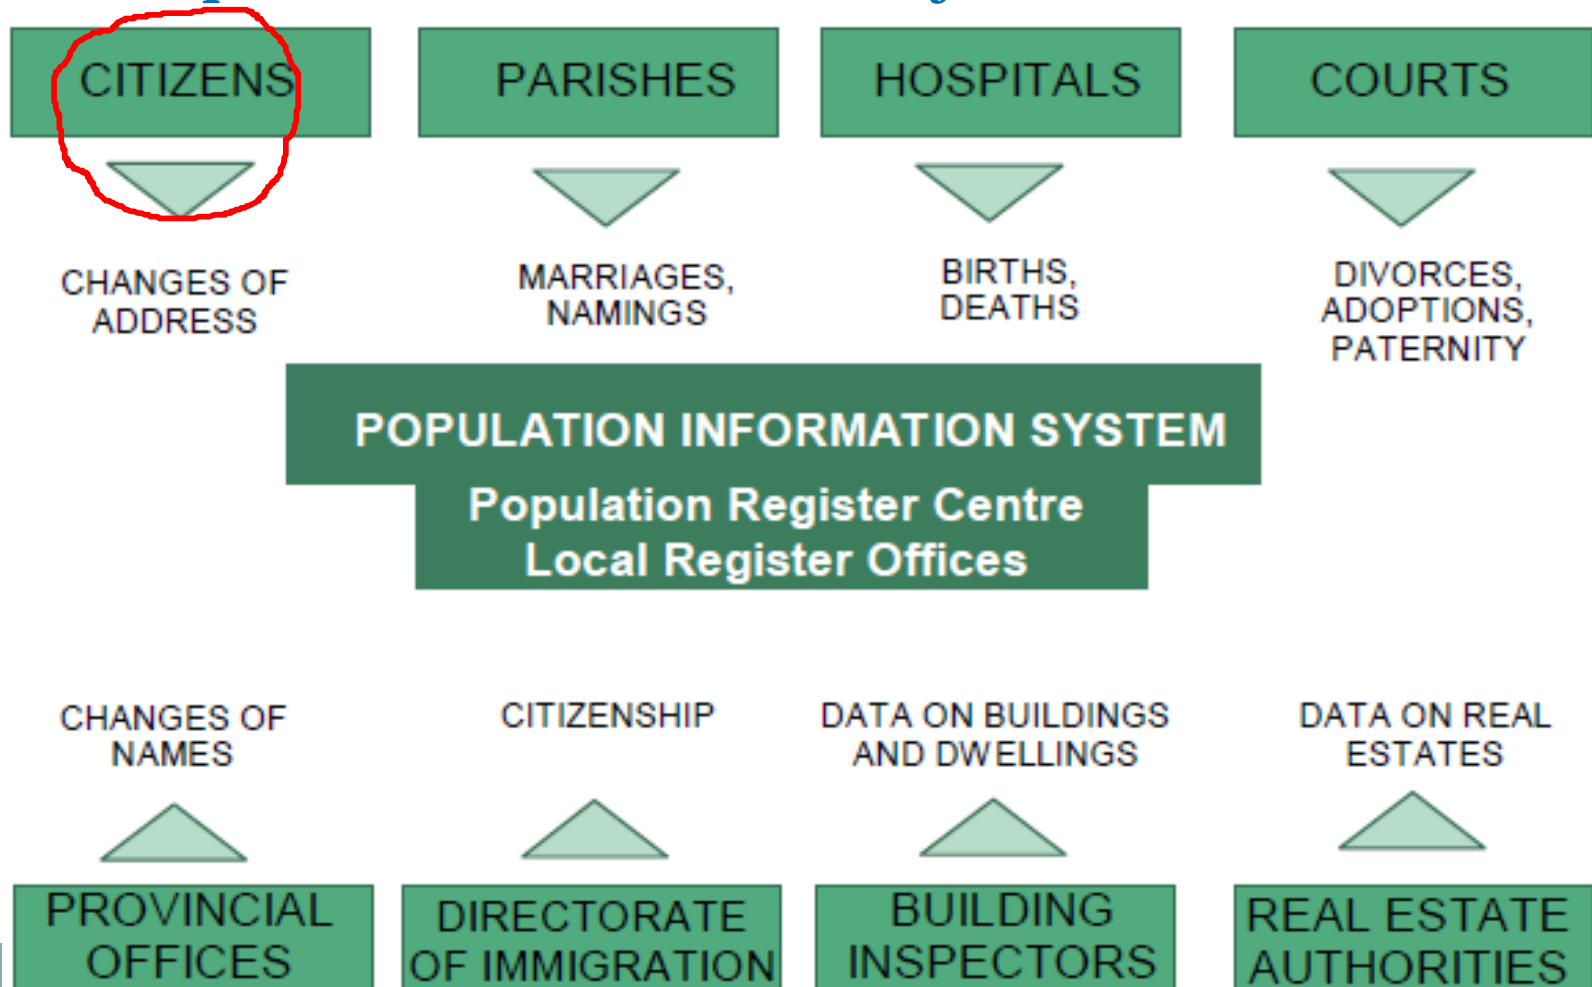 CITIZENS
PARISHES
HOSPITALS
COURTS
CHANGES OF
ADDRESS
MARRIAGES,
NAMINGS
BIRTHS,
DEATHS
DIVORCES,
ADOPTIONS,
PATERNITY
POPULATION INFORMATION SYSTEM
Population Register Centre
Local Register Offices
CHANGES OF
NAMES
CITIZENSHIP
DATA ON BUILDINGS
AND DWELLINGS
DATA ON REAL
ESTATES
PROVINCIAL
OFFICES
DIRECTORATE
OF IMMIGRATION
BUILDING
INSPECTORS
REAL ESTATE
AUTHORITIES